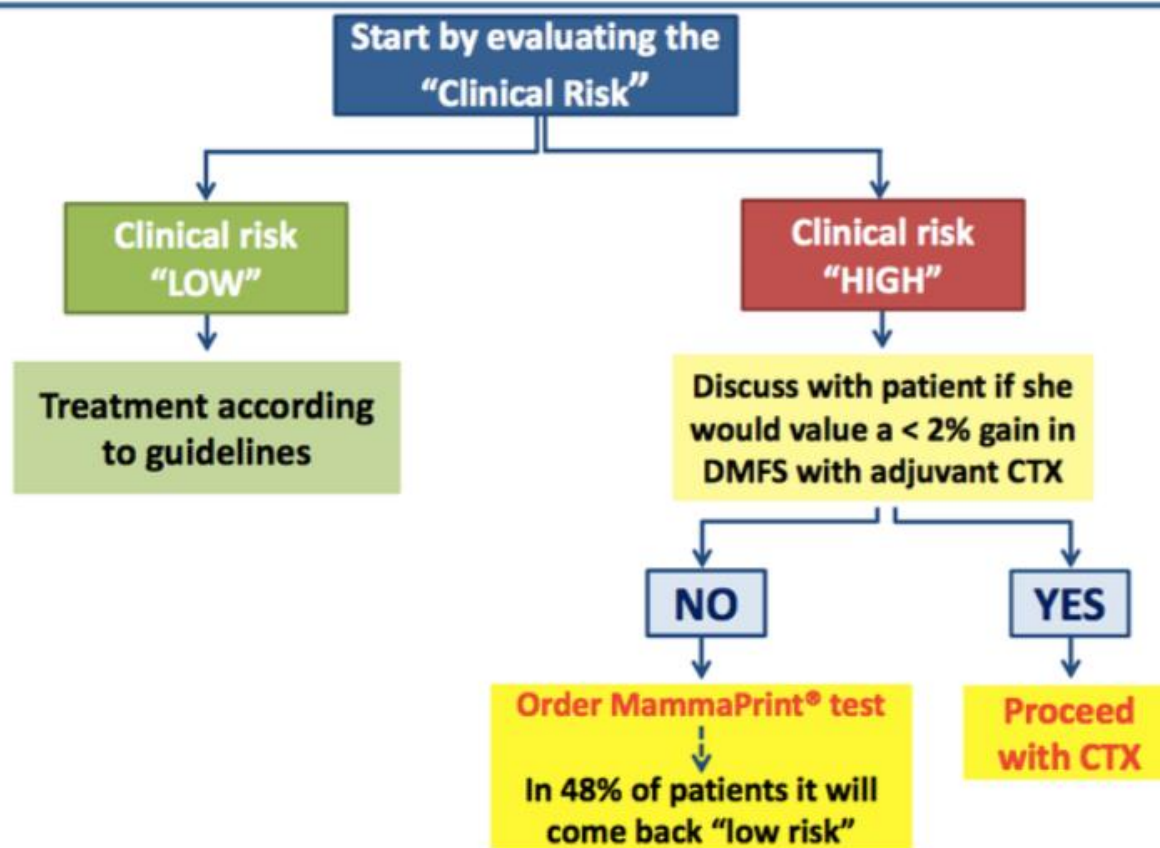 Start by evaluating the
“Clinical Risk”
Clinical risk
“LOW”
Clinical risk
“HIGH”
Treatment according
to guidelines
Discuss with patient if she
would value a < 2% gain in
DMFS with adjuvant CTX
NO
YES
Order MammaPrint® test
In 48% of patients it will
come back “low risk”
Proceed
with CTX